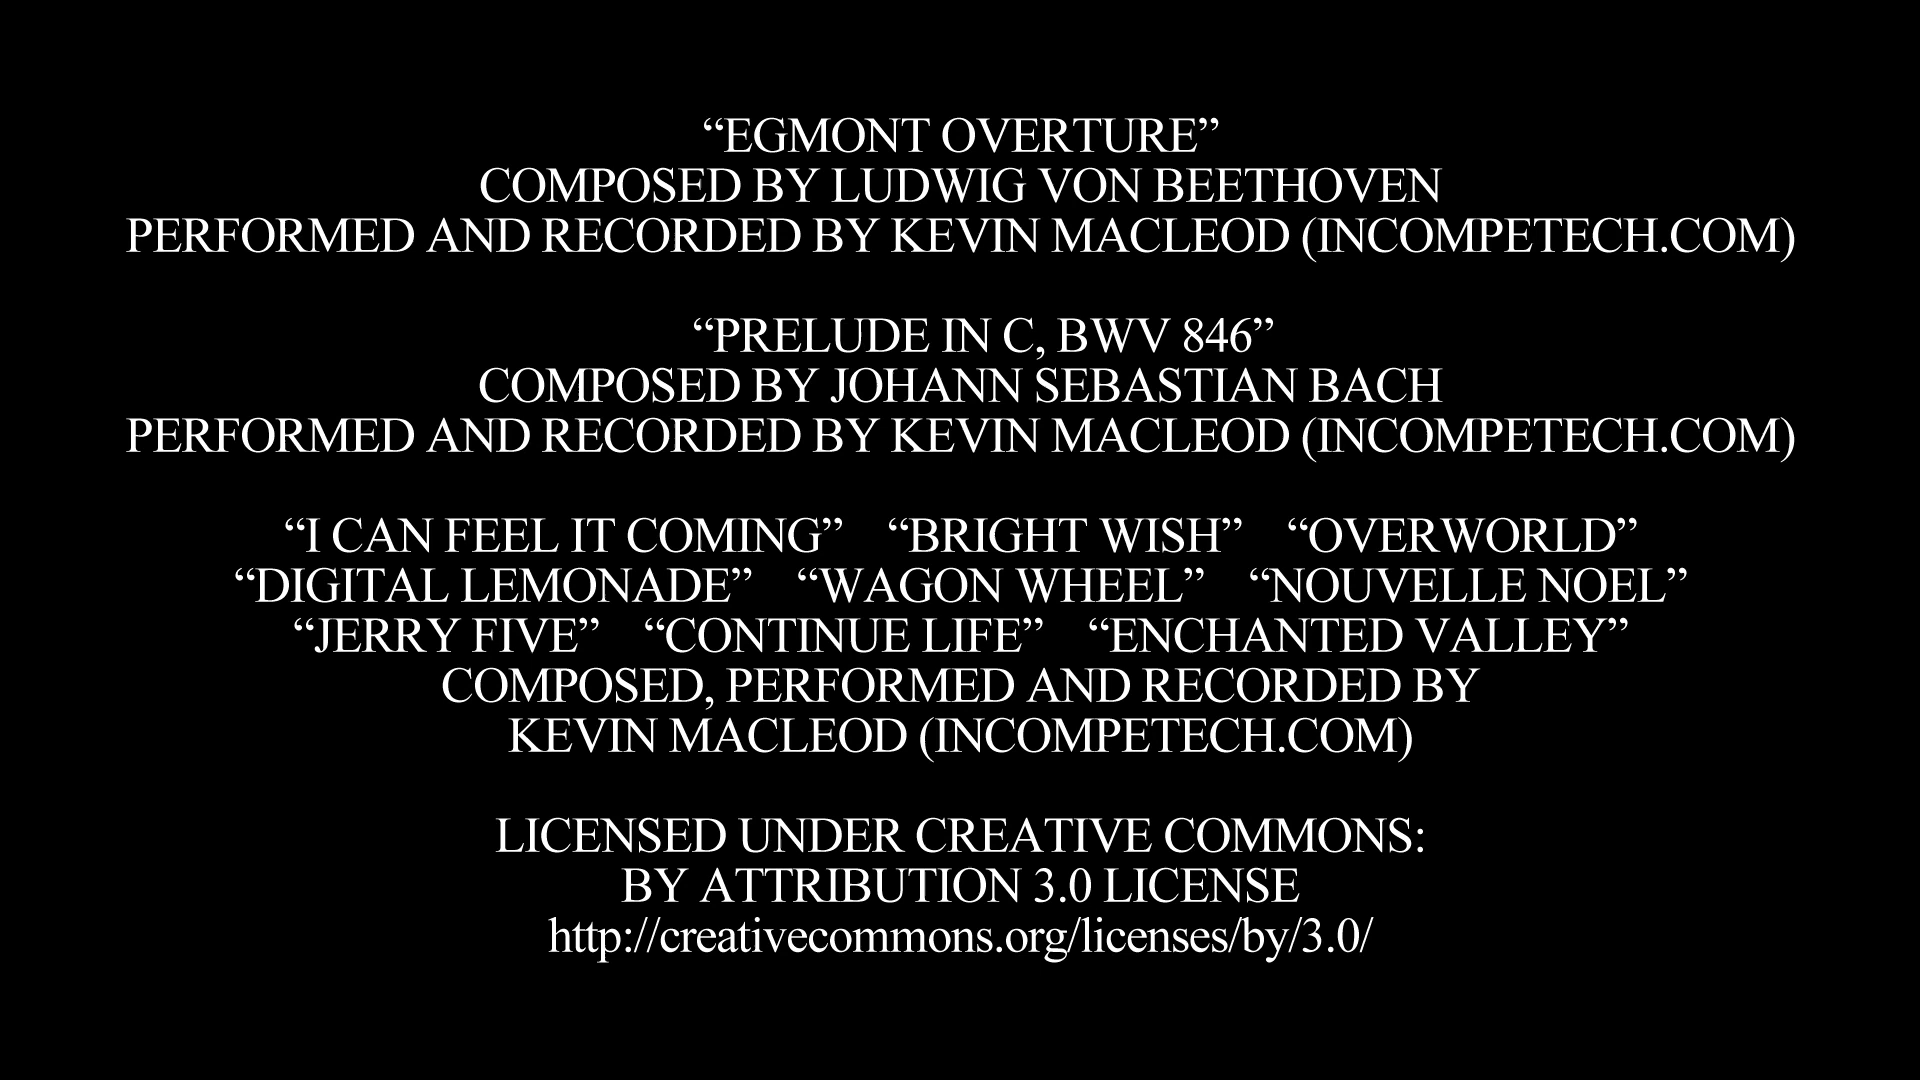 “EGMONT OVERTURE”
COMPOSED BY LUDWIG VON BEETHOVEN
PERFORMED AND RECORDED BY KEVIN MACLEOD (INCOMPETECH.COM)
“PRELUDE IN C, BWV 846”
COMPOSED BY JOHANN SEBASTIAN BACH
PERFORMED AND RECORDED BY KEVIN MACLEOD (INCOMPETECH.COM)
“I CAN FEEL IT COMING” “BRIGHT WISH” “OVERWORLD”
“DIGITAL LEMONADE” “WAGON WHEEL” “NOUVELLE NOEL”
“JERRY FIVE” “CONTINUE LIFE” “ENCHANTED VALLEY”
COMPOSED, PERFORMED AND RECORDED BY
KEVIN MACLEOD (INCOMPETECH.COM)
LICENSED UNDER CREATIVE COMMONS:
BY ATTRIBUTION 3.0 LICENSE
http://creativecommons.org/licenses/by/3.0/